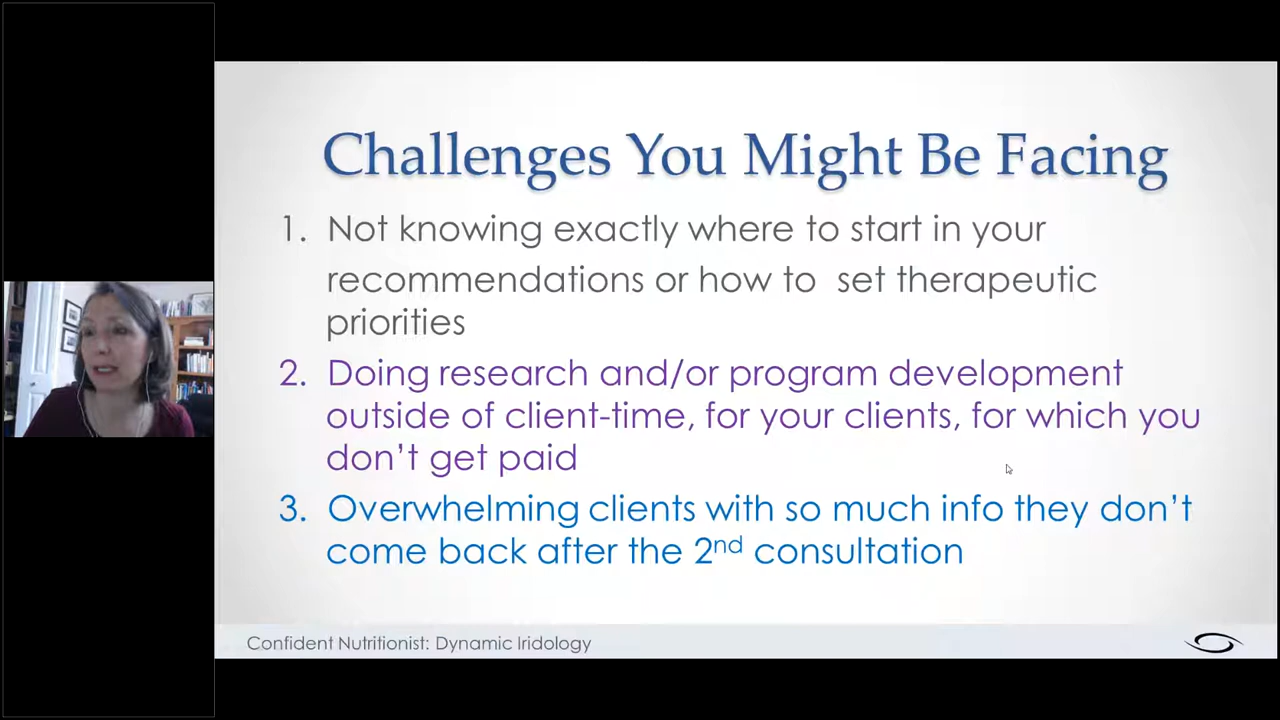 Challenges You Might Be Facing
1. Not knowing exactly where to start in your
recommendations or how to  set therapeutic
priorities
2. Doing research and/or program development
outside of client-time, for your clients, for which you
don't get paid
3. Overwhelming clients with so much info they don't
come back after the 2nd consultation
Confident Nutritionist: Dynamic Iridology